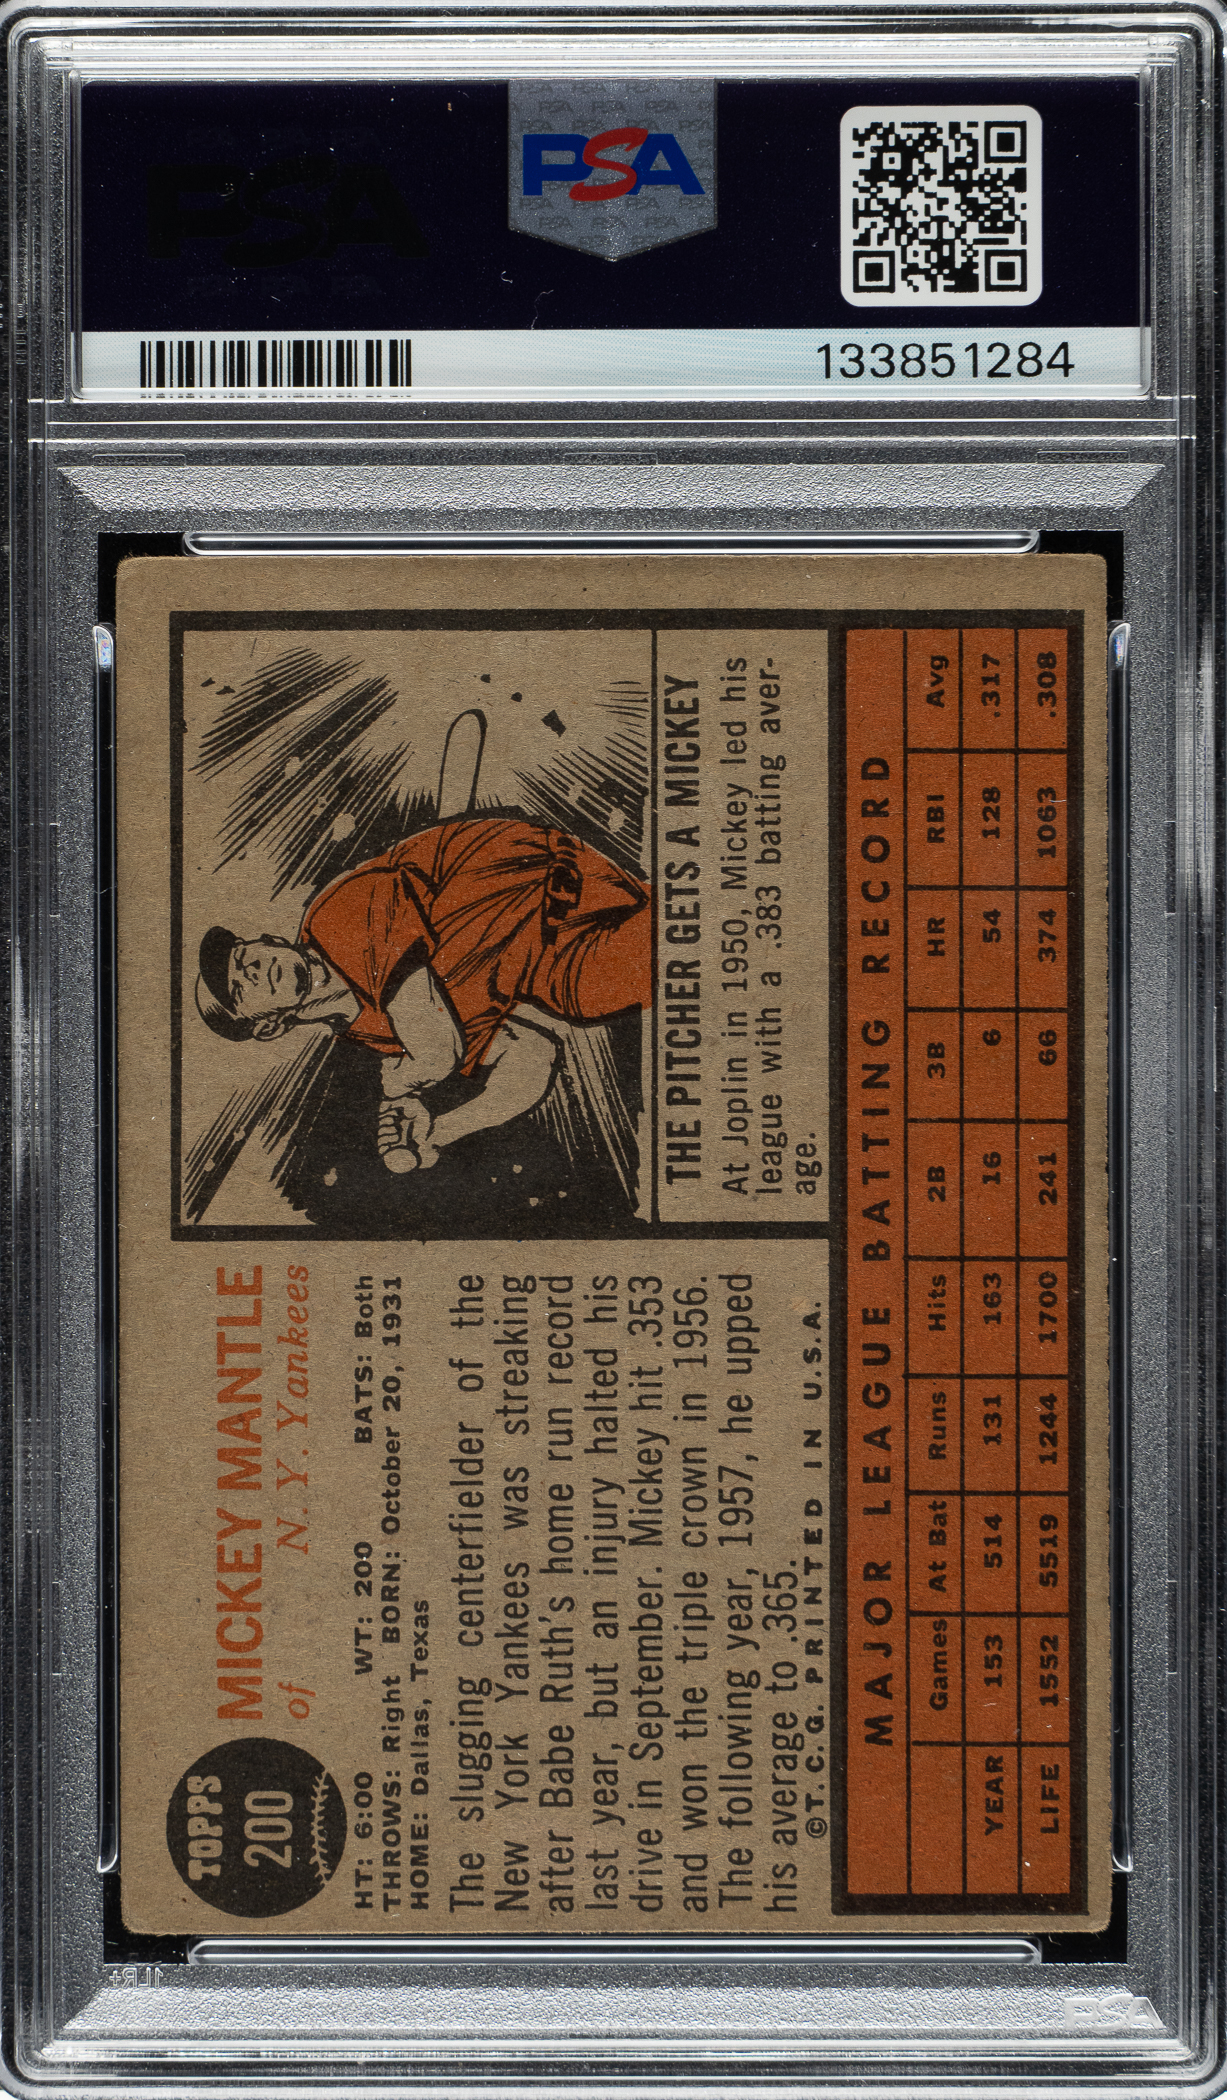 PSA
133851284
TOPPS
200
MICKEY MANTLE
of N. Y. Yankees
HT: 6:00 WT: 200 BATS: Both
THROWS: Right BORN: October 20, 1931
HOME: Dallas, Texas
The slugging centerfielder of the
New York Yankees was streaking
after Babe Ruth's home run record
last year, but an injury halted his
drive in September. Mickey hit .353
and won the triple crown in 1956.
The following year, 1957, he upped
his average to .365.
©T.C.G. PRINTED IN U.S.A.
THE PITCHER GETS A MICKEY
At Joplin in 1950, Mickey led his
league with a .383 batting aver-
age.
MAJOR LEAGUE BATTING RECORD
Games At Bat Runs Hits 2B 3B HR RBI Avg
YEAR 153 514 131 163 16 6 54 128 .317
LIFE 1552 5519 1244 1700 241 66 374 1063 .308
1LR+
PSA